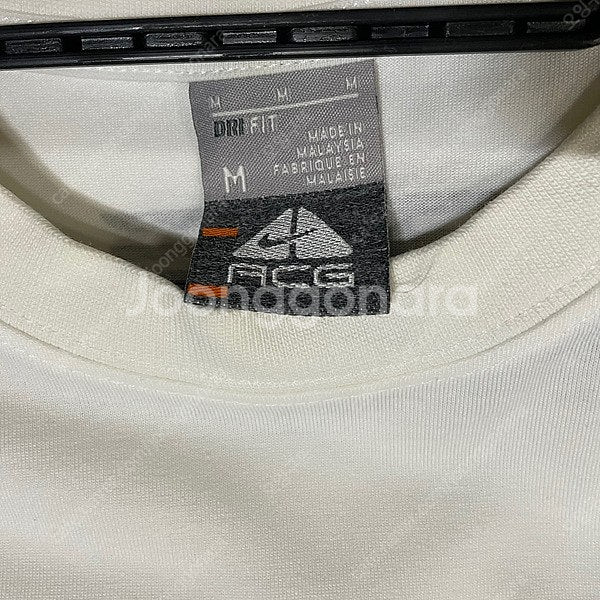 M M M
DRI FIT
MADE IN
MALAYSIA
FABRIQUE EN
MALAISIE
M
ACG
Joonggonara